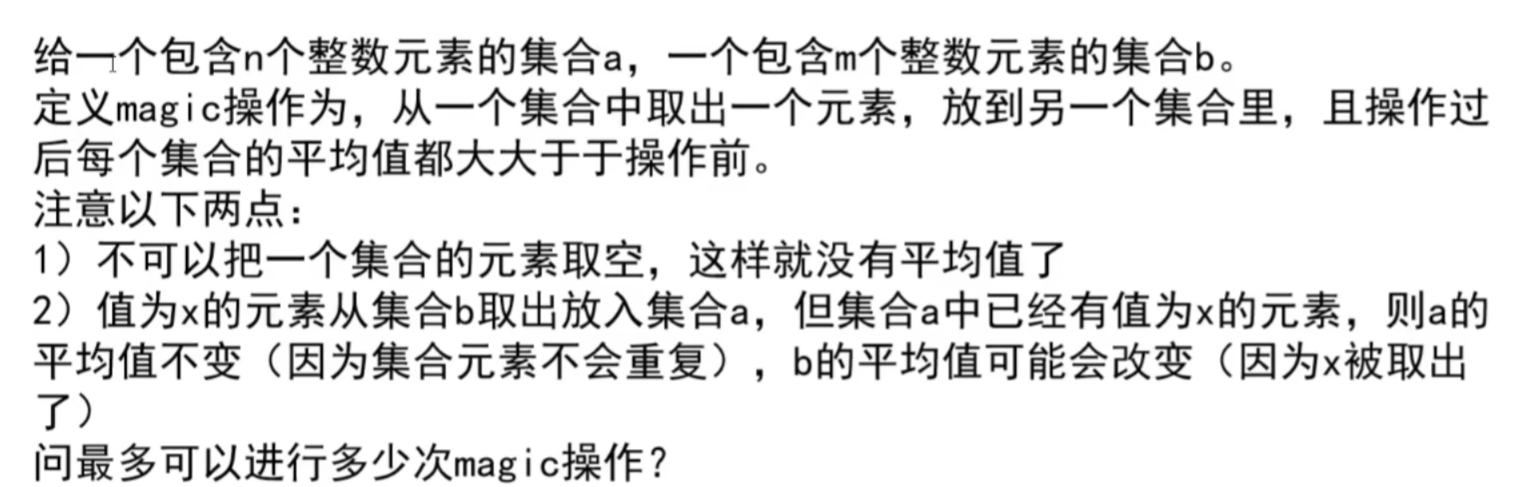 给一个包含n个整数元素的集合a，一个包含m个整数元素的集合b。
定义magic操作为，从一个集合中取出一个元素，放到另一个集合里，且操作过
后每个集合的平均值都大大于于操作前。
注意以下两点：
1）不可以把一个集合的元素取空，这样就没有平均值了
2）值为x的元素从集合b取出放入集合a，但集合a中已经有值为x的元素，则a的
平均值不变（因为集合元素不会重复），b的平均值可能会改变（因为x被取出
了）
问最多可以进行多少次magic操作？